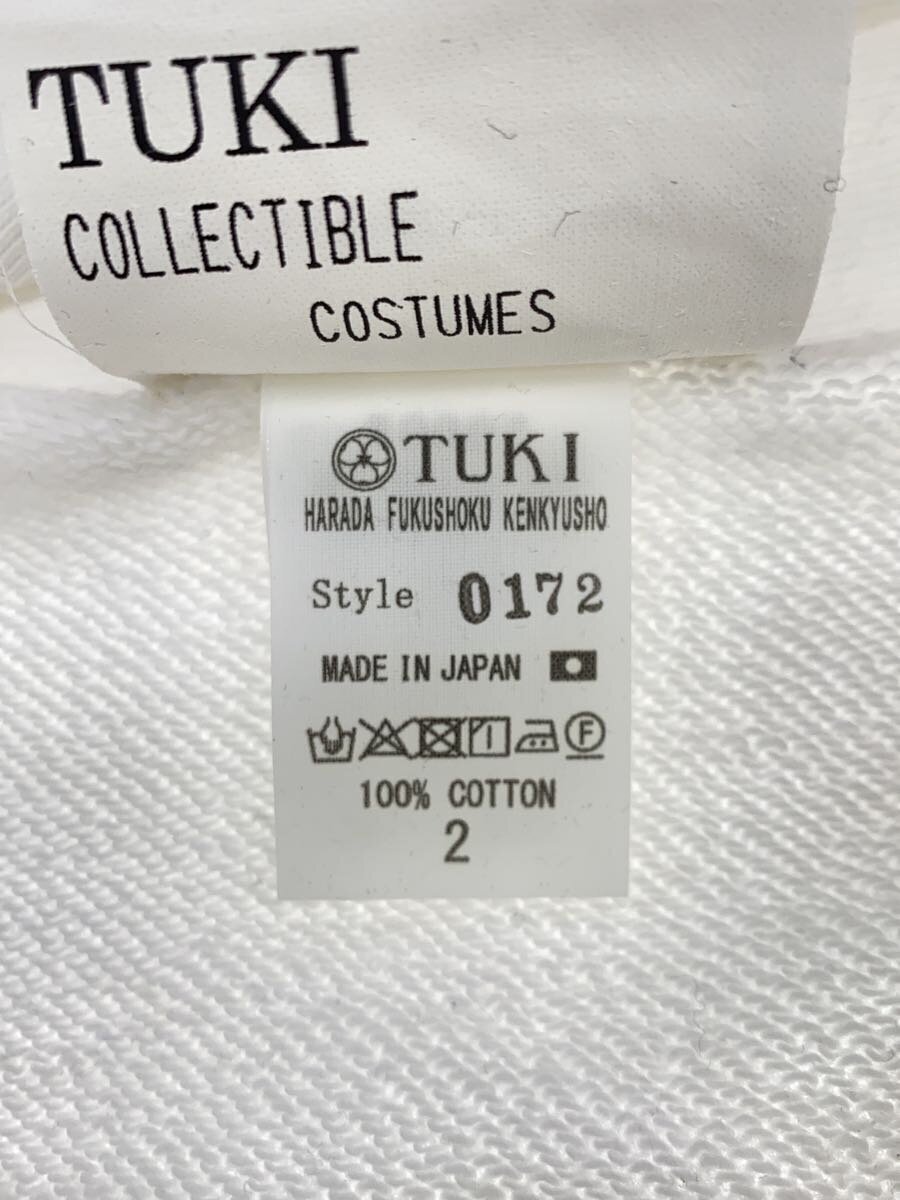 TUKI
COLLECTIBLE
COSTUMES
TUKI
HARADA FUKUSHOKU KENKYUSHO
Style 0172
MADE IN JAPAN
F
100% COTTON
2